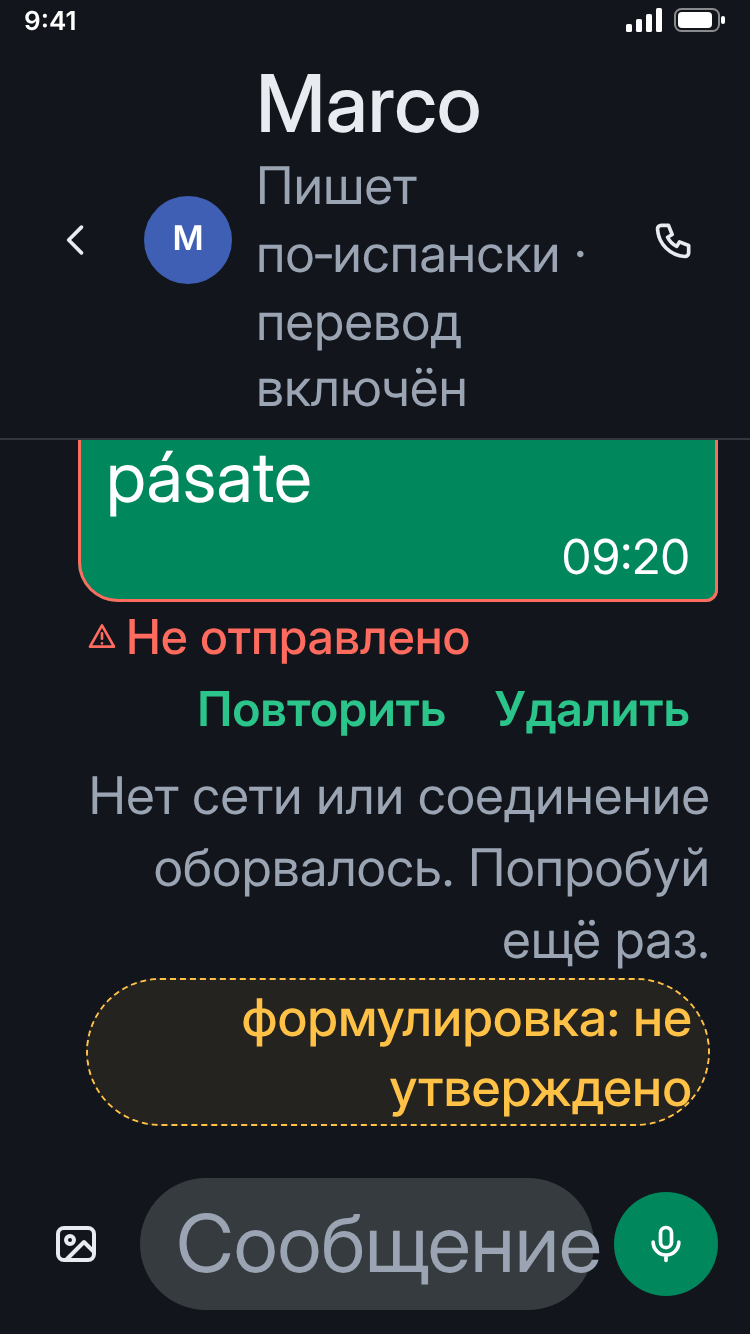 9:41
Marco
M
Пишет
по-испански ·
перевод
включён
pásate
09:20
Не отправлено
Повторить Удалить
Нет сети или соединение
оборвалось. Попробуй
ещё раз.
формулировка: не
утверждено
Сообщение